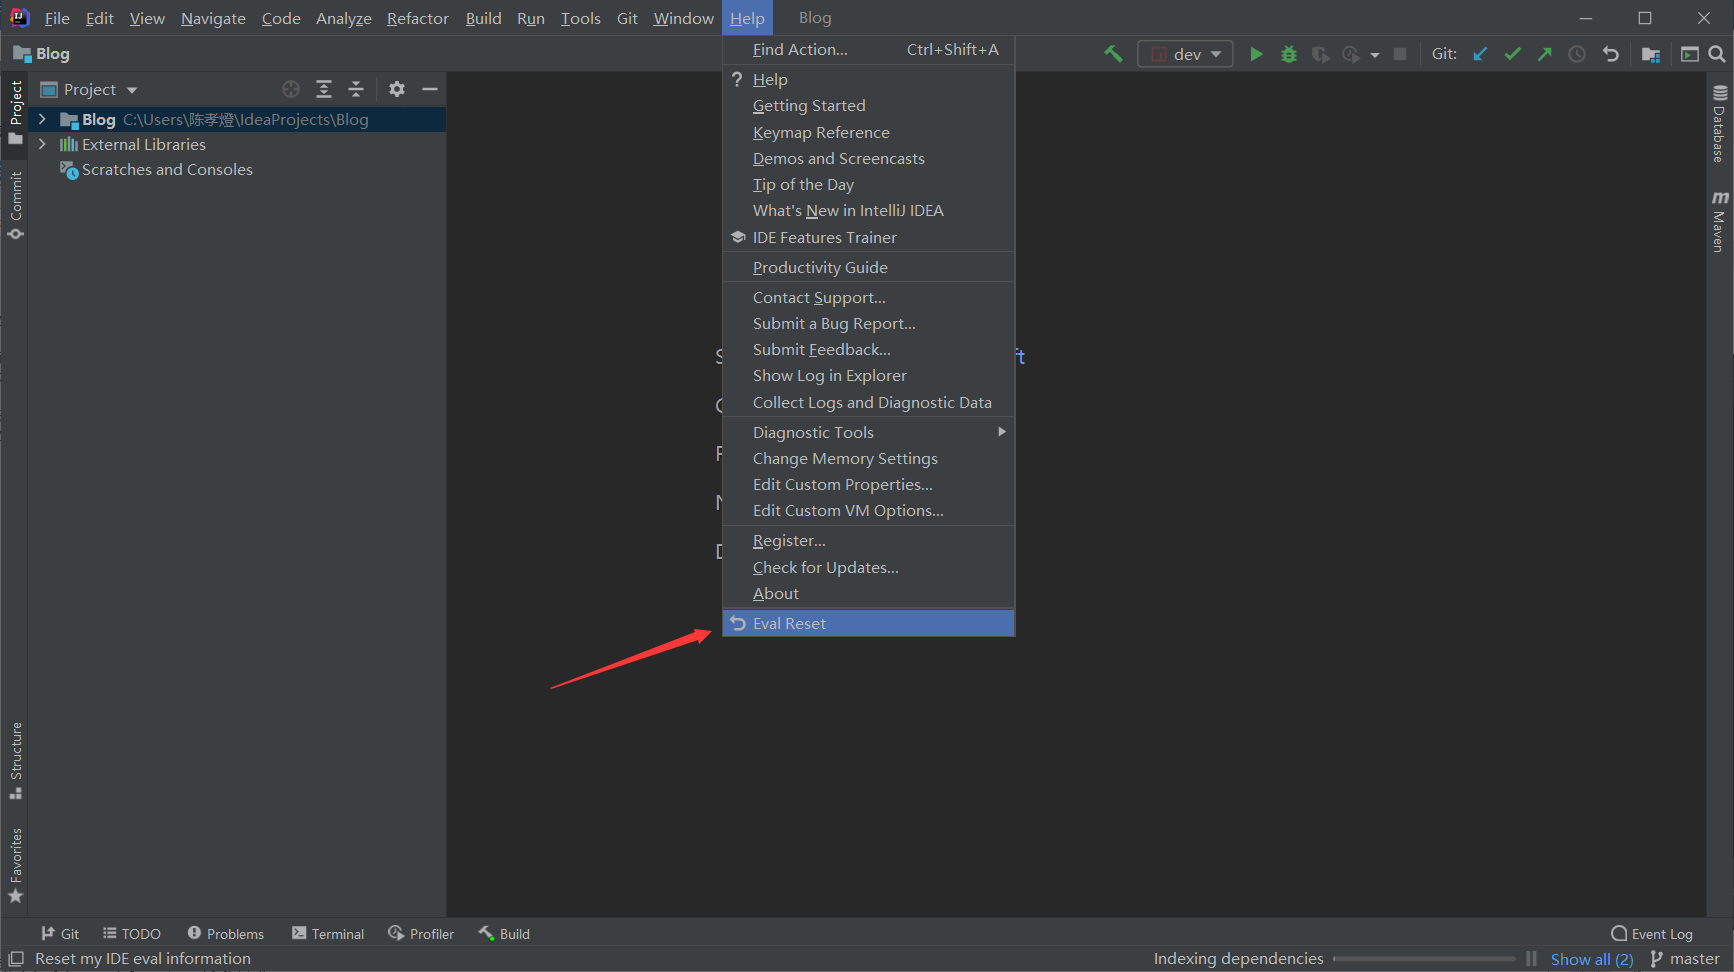 File Edit View Navigate Code Analyze Refactor Build Run Tools Git Window Help Blog
Blog
dev
Git:
Project
Blog C:\Users\陈孝燈\IdeaProjects\Blog
External Libraries
Scratches and Consoles
Project
Commit
Structure
Favorites
Find Action... Ctrl+Shift+A
? Help
Getting Started
Keymap Reference
Demos and Screencasts
Tip of the Day
What's New in IntelliJ IDEA
IDE Features Trainer
Productivity Guide
Contact Support...
Submit a Bug Report...
Submit Feedback...
Show Log in Explorer
Collect Logs and Diagnostic Data
Diagnostic Tools
Change Memory Settings
Edit Custom Properties...
Edit Custom VM Options...
Register...
Check for Updates...
About
Eval Reset
Database
m Maven
Git TODO Problems Terminal Profiler Build
Event Log
Reset my IDE eval information
Indexing dependencies Show all (2) master